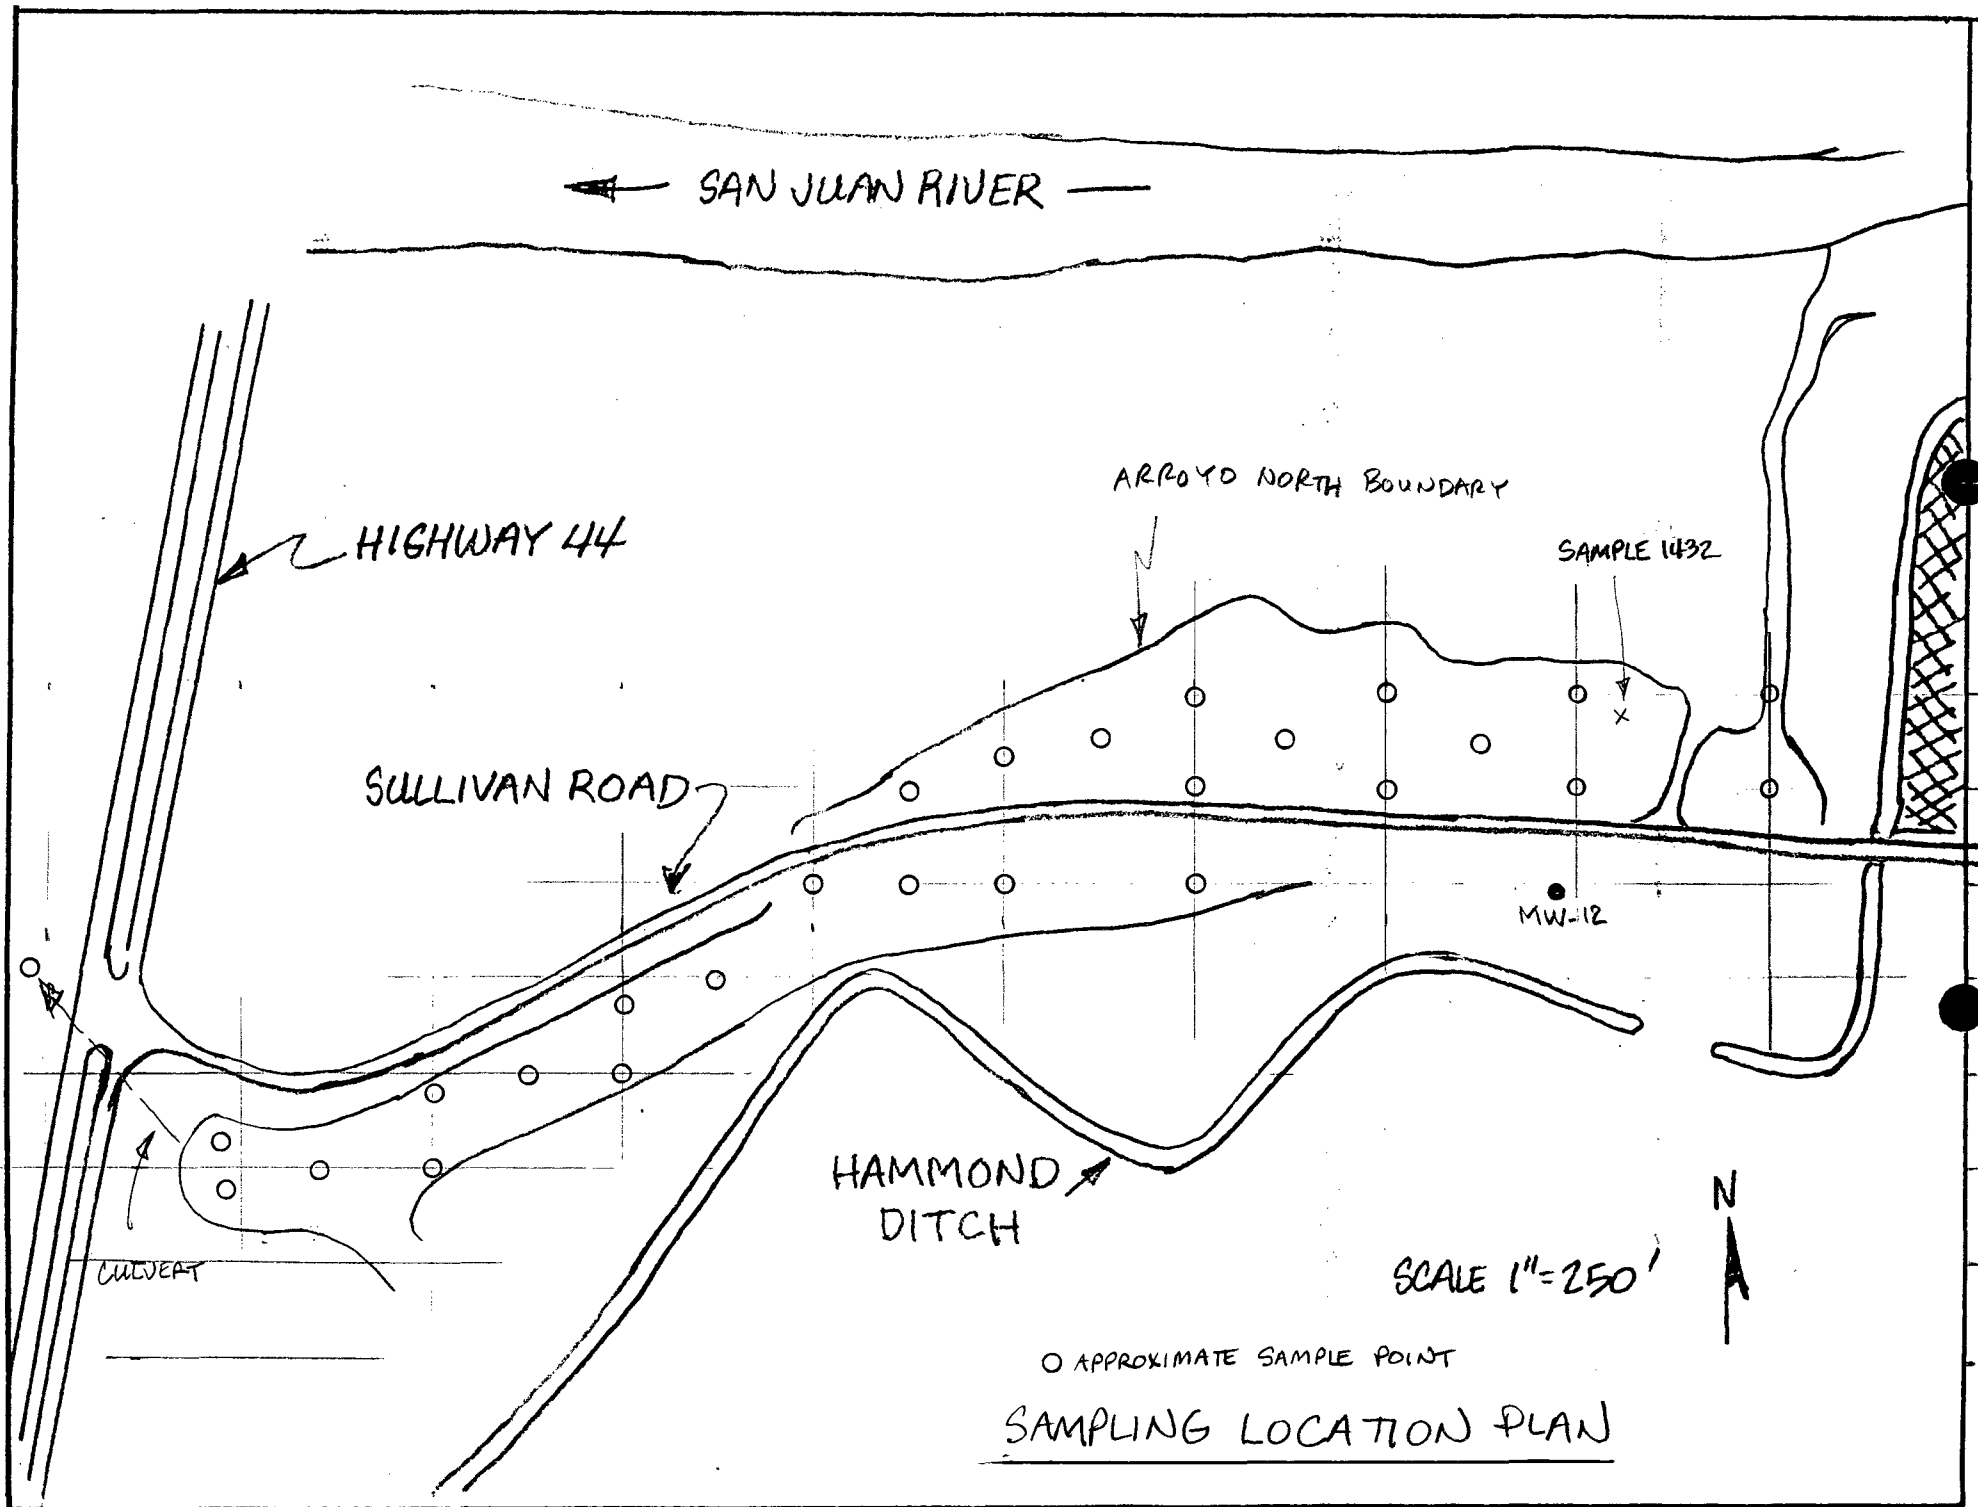 SAN JUAN RIVER
ARROYO NORTH BOUNDARY
HIGHWAY 44
SAMPLE 1432
X
SULLIVAN ROAD
MW-12
HAMMOND
DITCH
N
CULVERT
SCALE 1"=250'
O APPROXIMATE SAMPLE POINT
SAMPLING LOCATION PLAN